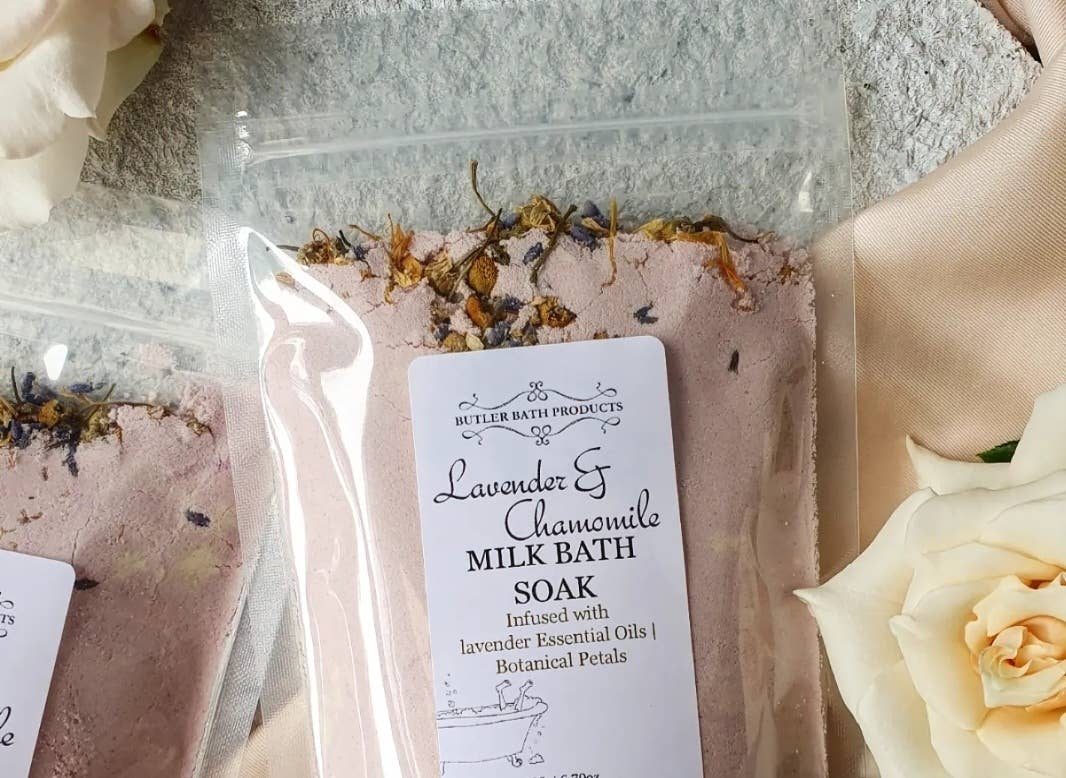 BUTLER BATH PRODUCTS
Lavender &
Chamomile
MILK BATH
SOAK
Infused with
lavender Essential Oils |
Botanical Petals